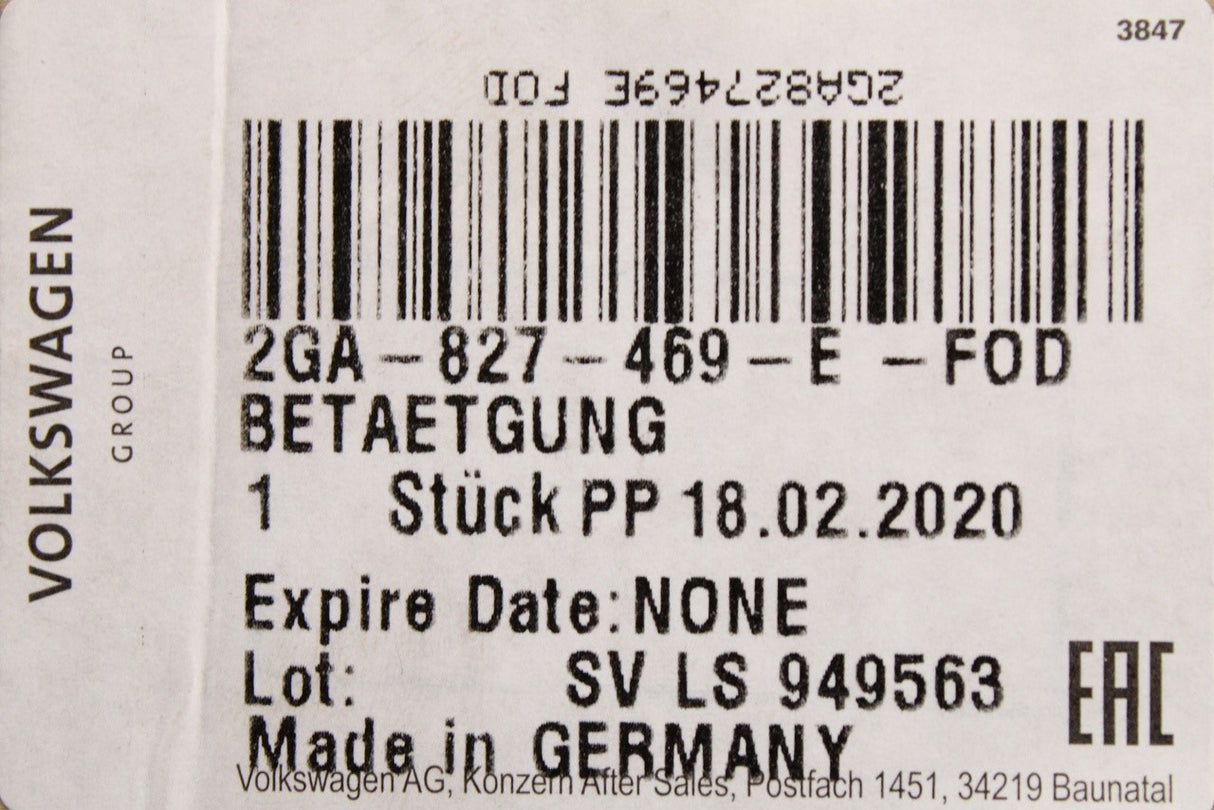 3847
2GA827469E FOD
2GA-827-469-E -FOD
BETAETGUNG
1 Stück PP 18.02.2020
Expire Date:NONE
Lot: SV LS 949563
Made in GERMANY
Volkswagen AG, Konzern After Sales, Postfach 1451, 34219 Baunatal
EAC
VOLKSWAGEN
GROUP